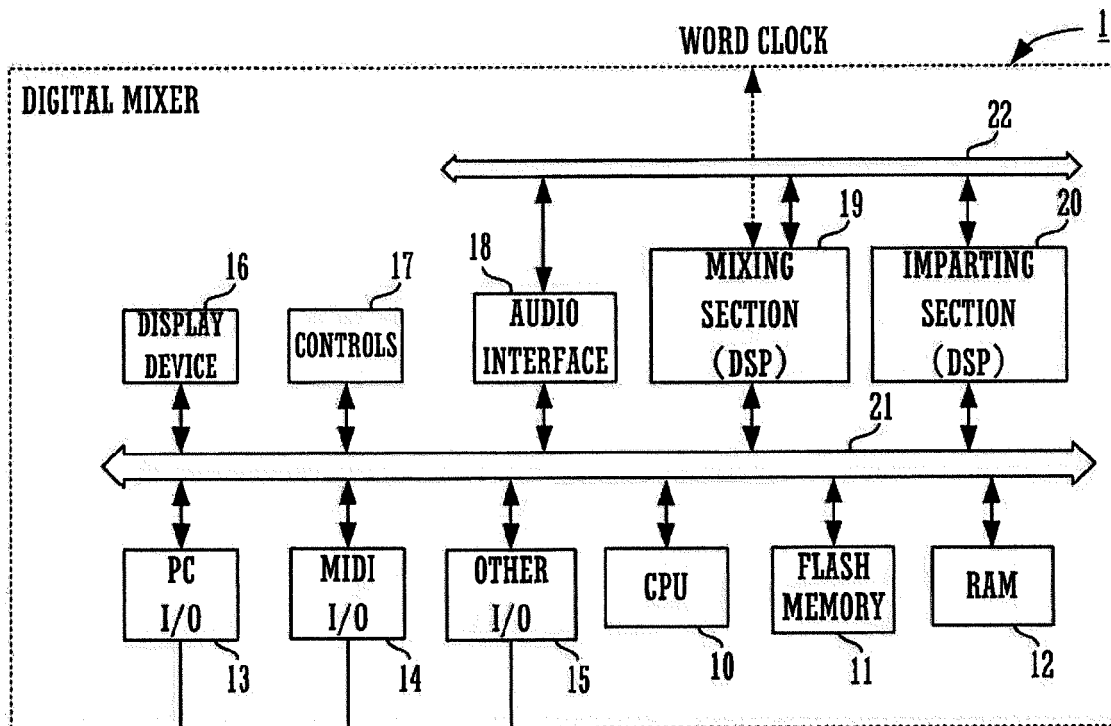 WORD CLOCK
1
DIGITAL MIXER
22
19
20
18
16
17
MIXING
SECTION
(DSP)
IMPARTING
SECTION
(DSP)
AUDIO
INTERFACE
DISPLAY
DEVICE
CONTROLS
21
PC
I/O
MIDI
I/O
OTHER
I/O
CPU
FLASH
MEMORY
RAM
13
14
15
10
11
12